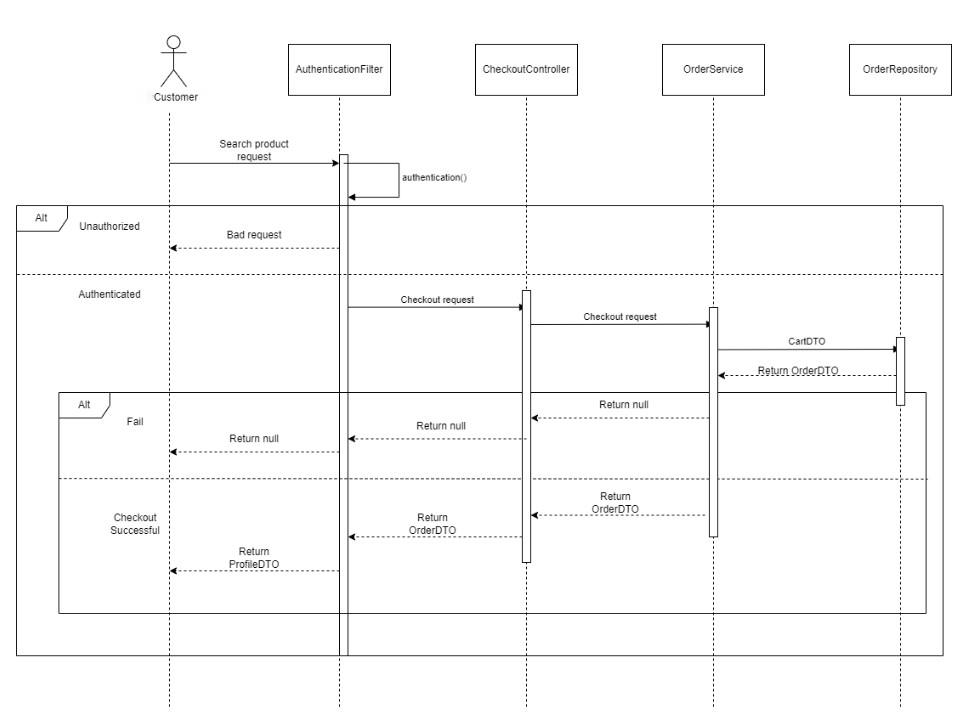 Customer
AuthenticationFilter
CheckoutController
OrderService
OrderRepository
Search product
request
authentication()
Alt
Unauthorized
Bad request
Authenticated
Checkout request
Checkout request
CartDTO
Return OrderDTO
Alt
Fail
Return null
Return null
Return null
Checkout
Successful
Return
OrderDTO
Return
OrderDTO
Return
ProfileDTO